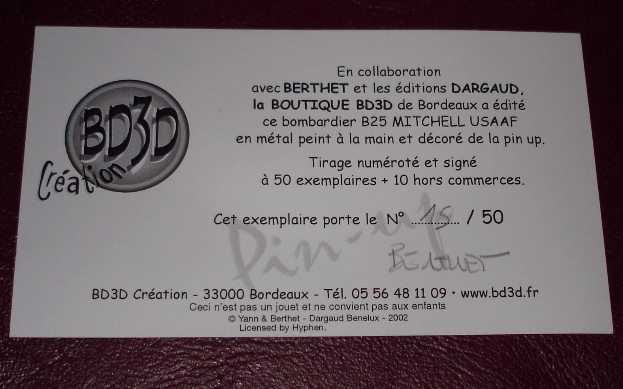 BD3D
Création
En collaboration
avec BERTHET et les éditions DARGAUD,
la BOUTIQUE BD3D de Bordeaux a édité
ce bombardier B25 MITCHELL USAAF
en métal peint à la main et décoré de la pin up.
Tirage numéroté et signé
à 50 exemplaires + 10 hors commerces.
Cet exemplaire porte le N° 15 / 50
Pin-up
BERTHET
BD3D Création - 33000 Bordeaux - Tél. 05 56 48 11 09 • www.bd3d.fr
Ceci n'est pas un jouet et ne convient pas aux enfants
© Yann & Berthet - Dargaud Benelux - 2002
Licensed by Hyphen.